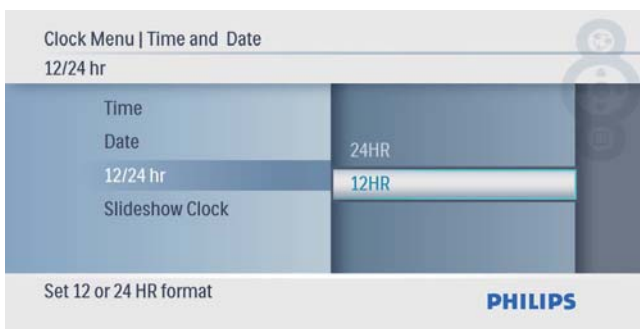 Clock Menu | Time and Date
12/24 hr
Time
Date
12/24 hr
Slideshow Clock
24HR
12HR
Set 12 or 24 HR format
PHILIPS